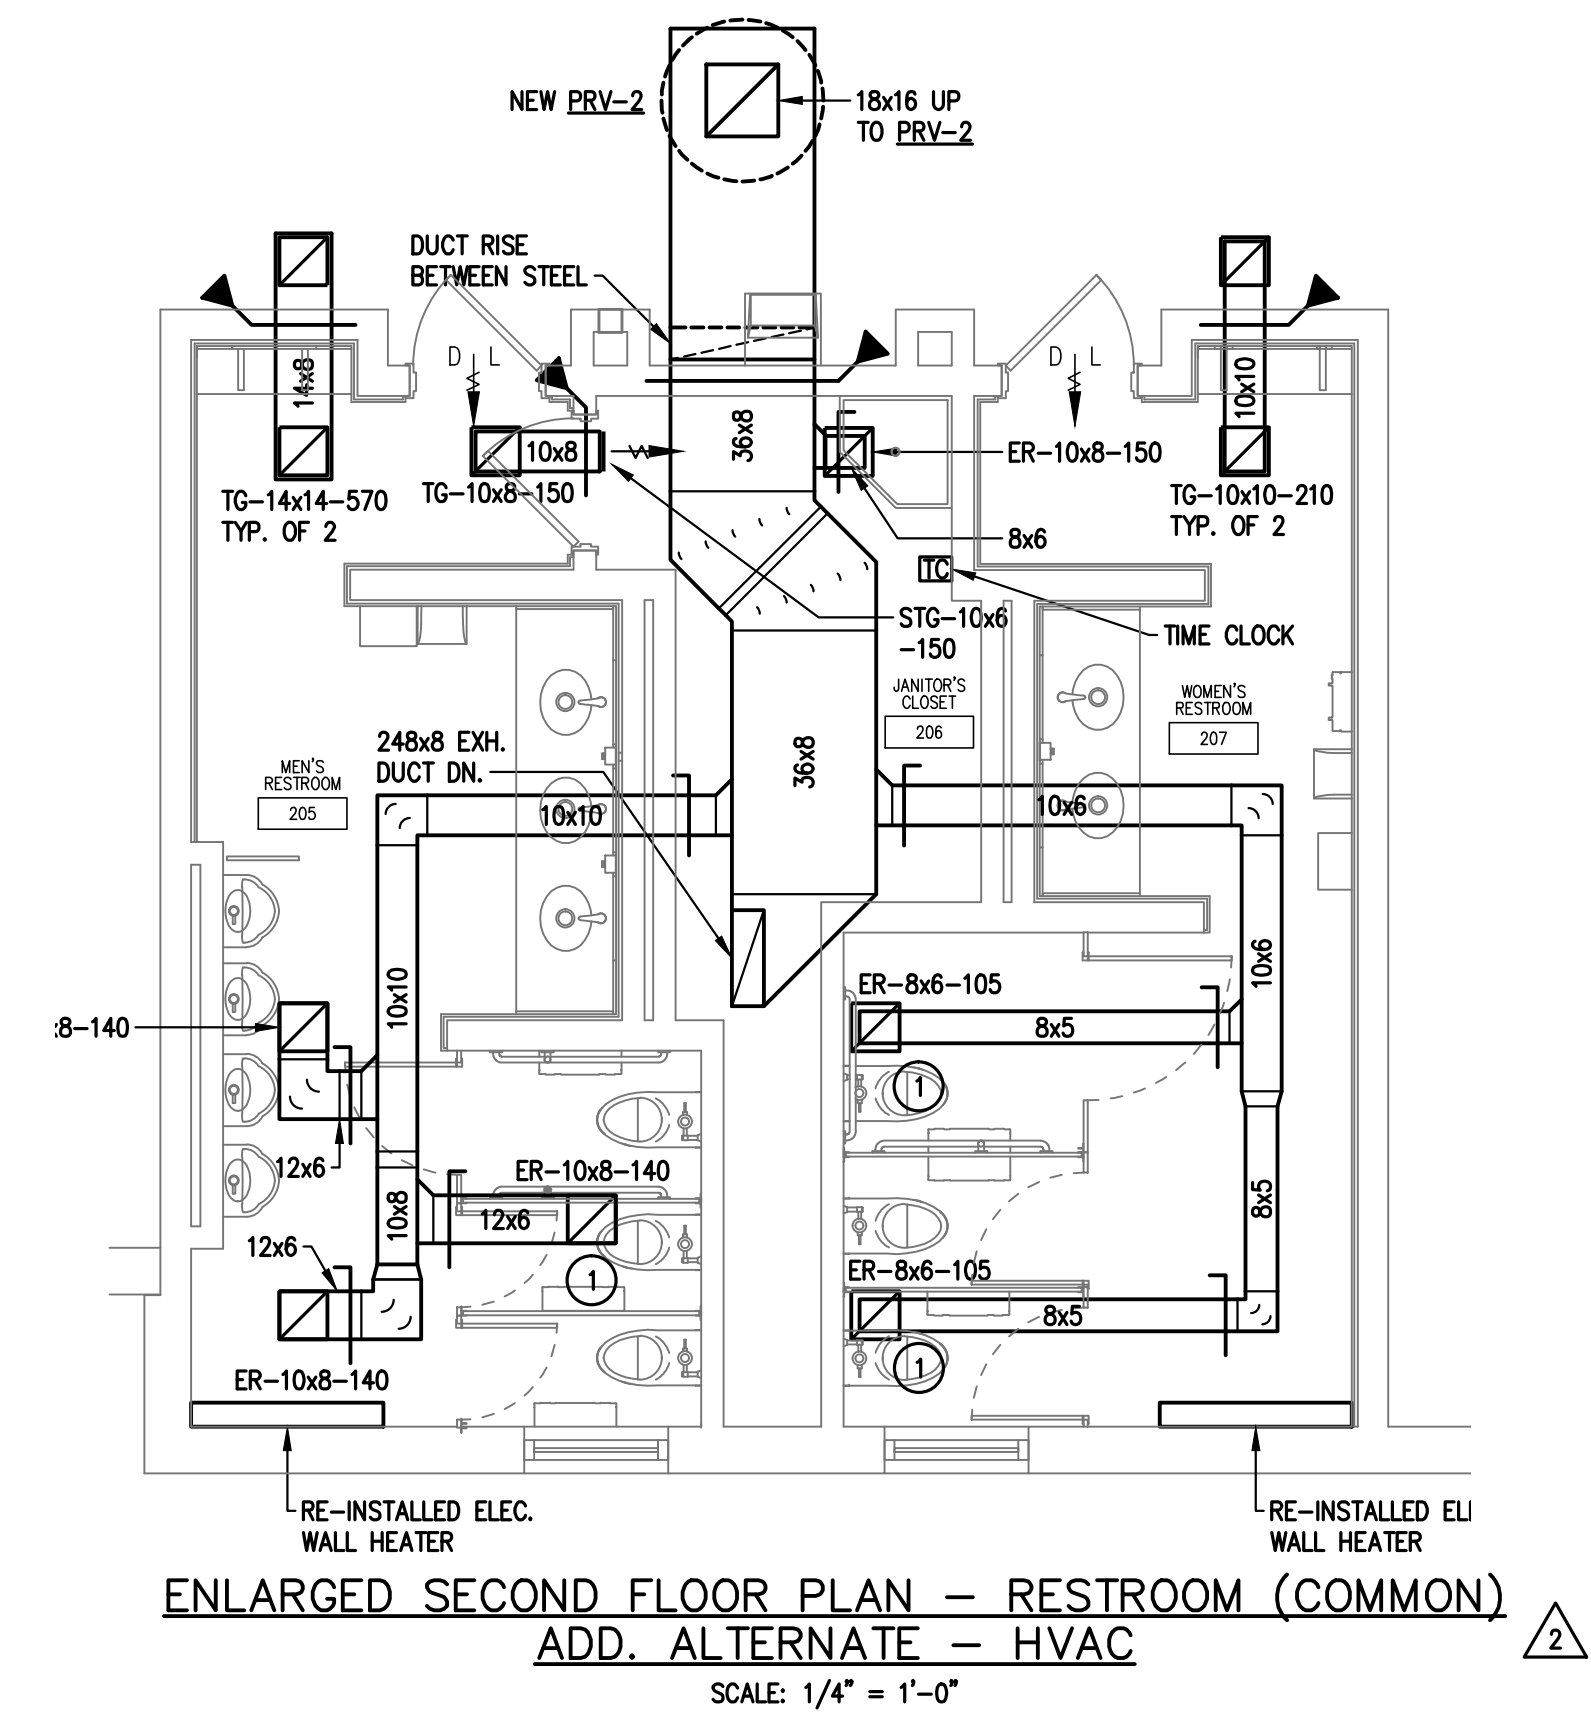 NEW PRV-2
18x16 UP
TO PRV-2
DUCT RISE
BETWEEN STEEL
D L
D L
14x8
10x8
36x8
10x10
TG-14x14-570
TYP. OF 2
TG-10x8-150
ER-10x8-150
TG-10x10-210
TYP. OF 2
8x6
TC
STG-10x6
-150
TIME CLOCK
JANITOR'S
CLOSET
206
WOMEN'S
RESTROOM
207
248x8 EXH.
DUCT DN.
36x8
MEN'S
RESTROOM
205
10x10
10x6
10x10
10x6
ER-8x6-105
x8-140
8x5
1
12x6
ER-10x8-140
10x8
12x6
8x5
12x6
1
ER-8x6-105
8x5
1
ER-10x8-140
RE-INSTALLED ELEC.
WALL HEATER
RE-INSTALLED EL
WALL HEATER
ENLARGED SECOND FLOOR PLAN - RESTROOM (COMMON)
ADD. ALTERNATE - HVAC
2
SCALE: 1/4" = 1'-0"